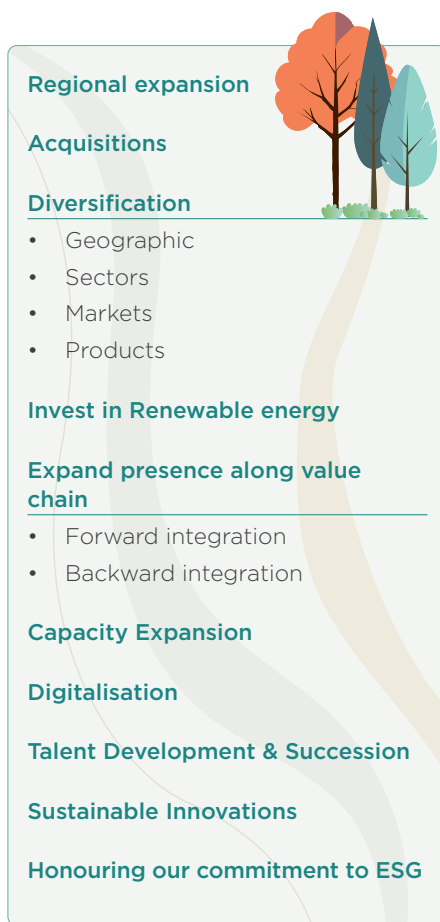 Regional expansion
Acquisitions
Diversification
• Geographic
• Sectors
• Markets
• Products
Invest in Renewable energy
Expand presence along value
chain
• Forward integration
• Backward integration
Capacity Expansion
Digitalisation
Talent Development & Succession
Sustainable Innovations
Honouring our commitment to ESG